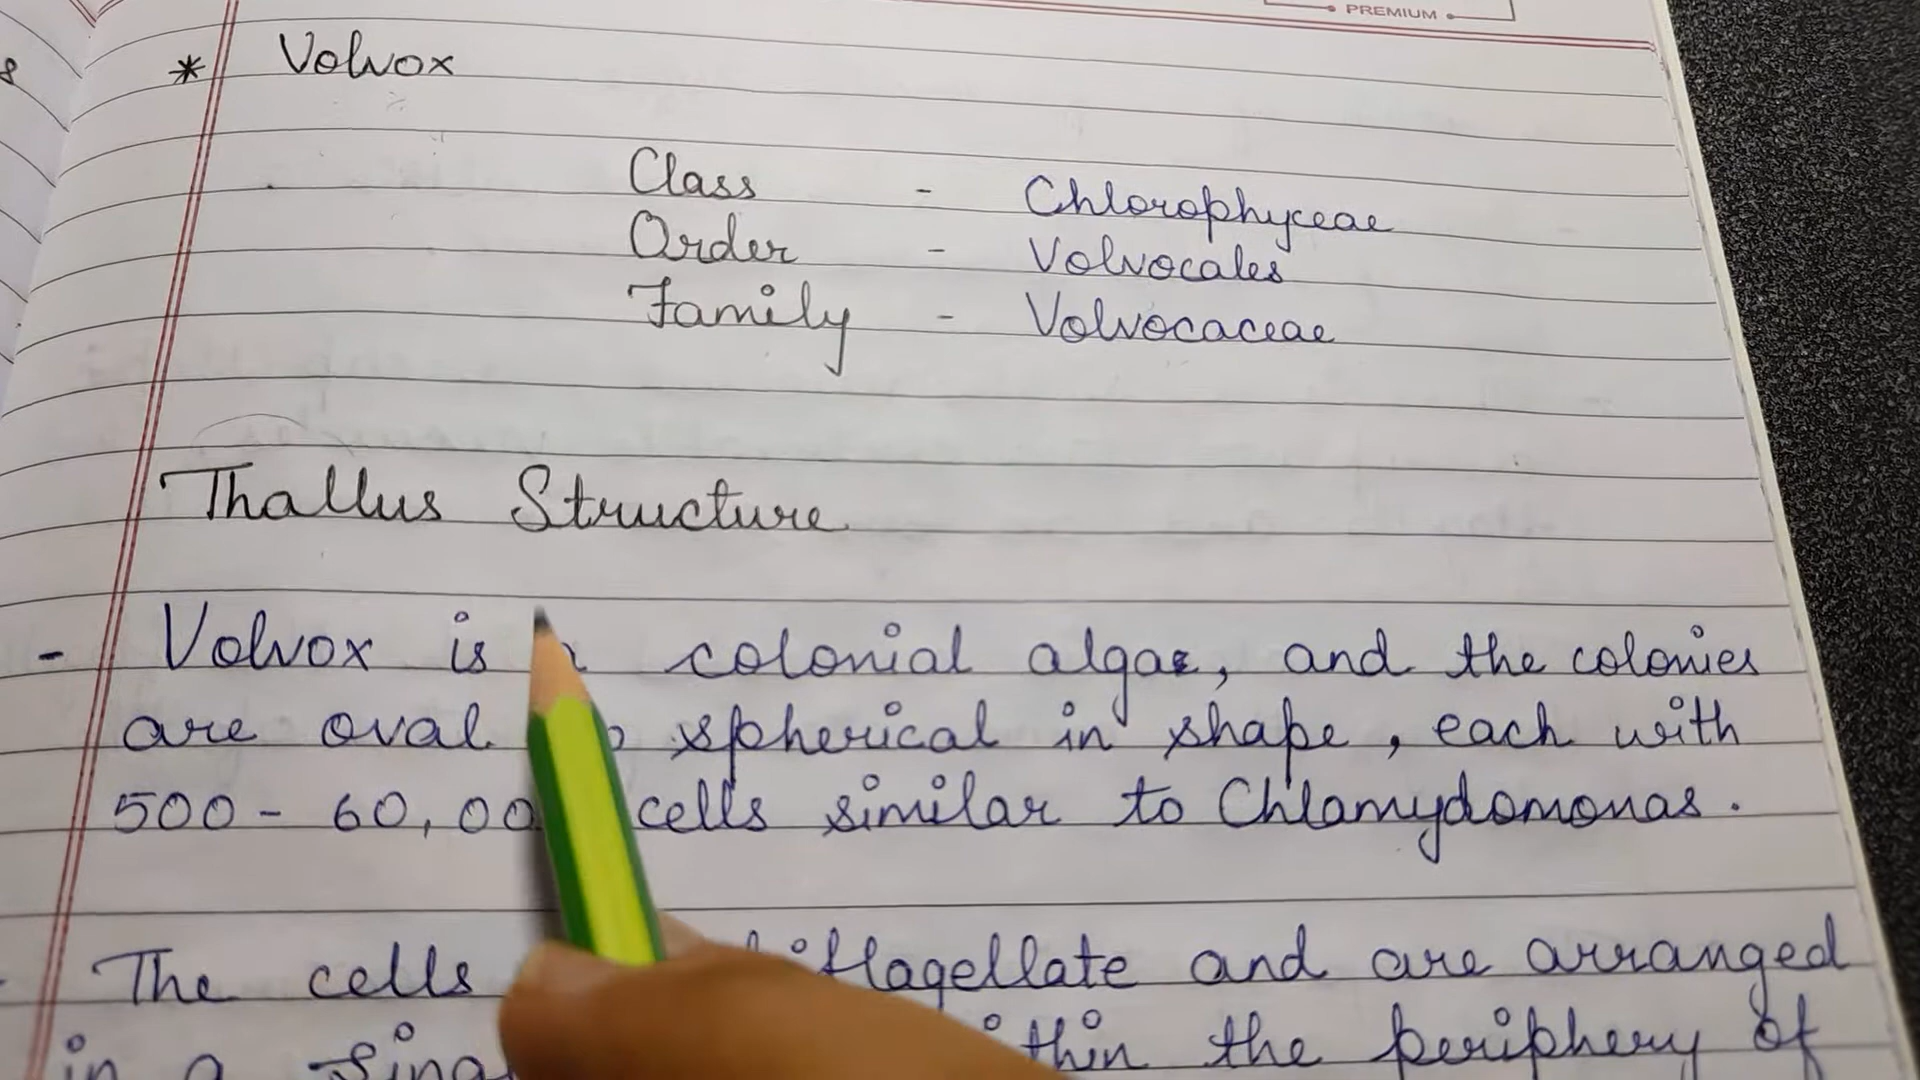 PREMIUM
* Volvox
Class - Chlorophyceae
Order - Volvocales
Family - Volvocaceae
Thallus Structure
- Volvox is colonial algae, and the colonies
are oval spherical in shape, each with
500 - 60,00 cells similar to Chlamydomonas.
The cells flagellate and are arranged
in a the periphery of